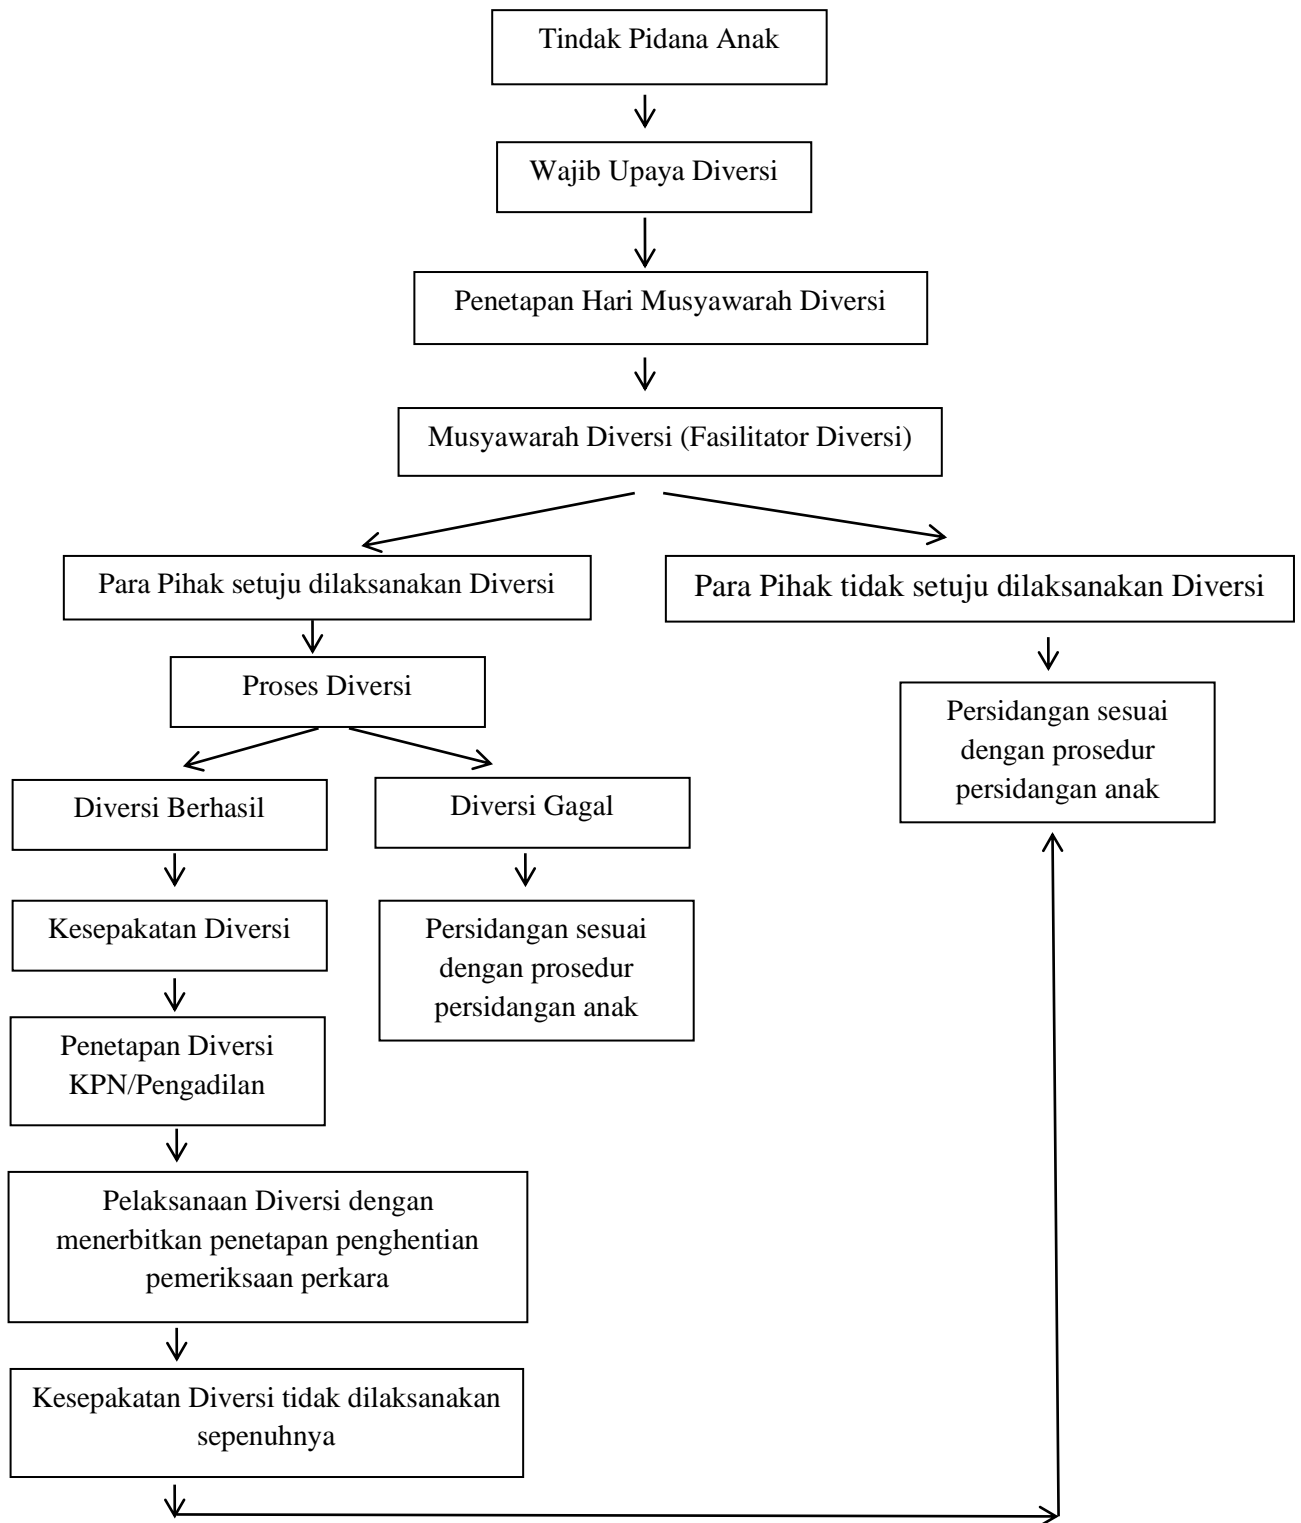 Tindak Pidana Anak
Wajib Upaya Diversi
Penetapan Hari Musyawarah Diversi
Musyawarah Diversi (Fasilitator Diversi)
Para Pihak setuju dilaksanakan Diversi
Para Pihak tidak setuju dilaksanakan Diversi
Proses Diversi
Persidangan sesuai
dengan prosedur
persidangan anak
Diversi Berhasil
Diversi Gagal
Kesepakatan Diversi
Persidangan sesuai
dengan prosedur
persidangan anak
Penetapan Diversi
KPN/Pengadilan
Pelaksanaan Diversi dengan
menerbitkan penetapan penghentian
pemeriksaan perkara
Kesepakatan Diversi tidak dilaksanakan
sepenuhnya